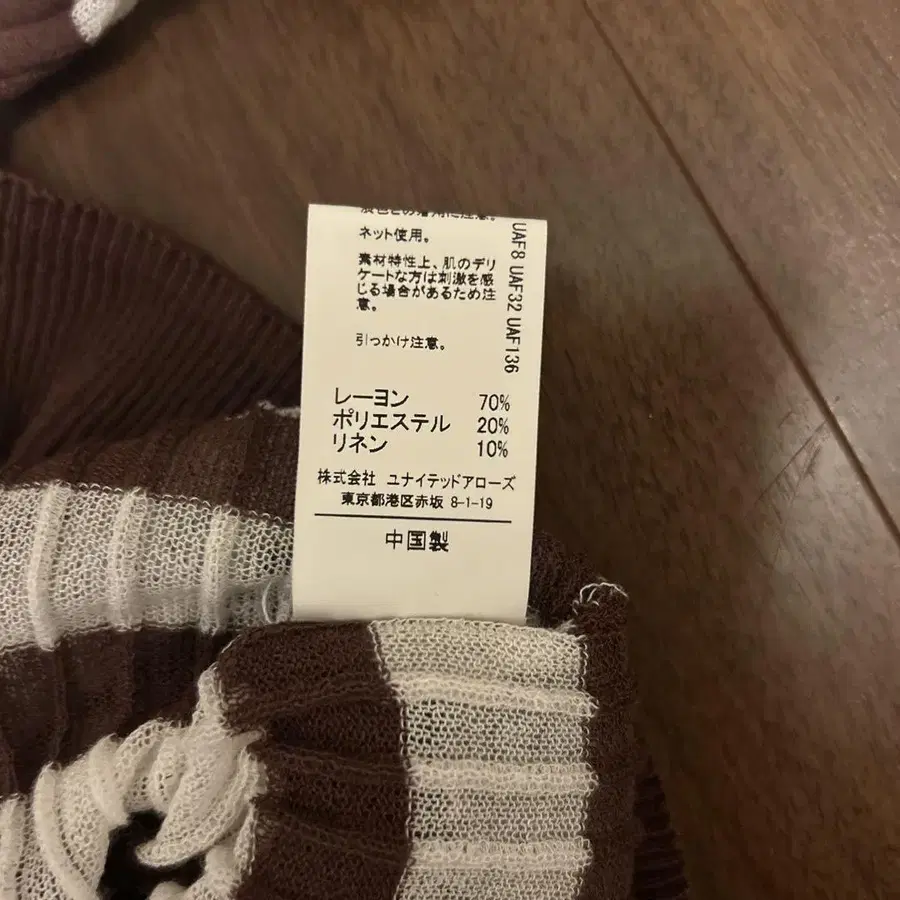 ネット使用。
素材特性上、肌のデリ
ケートな方は刺激を感
じる場合があるため注
意。
引っかけ注意。
レーヨン 70%
ポリエステル 20%
リネン 10%
株式会社 ユナイテッドアローズ
東京都港区赤坂 8-1-19
中国製
UAF8 UAF32 UAF136